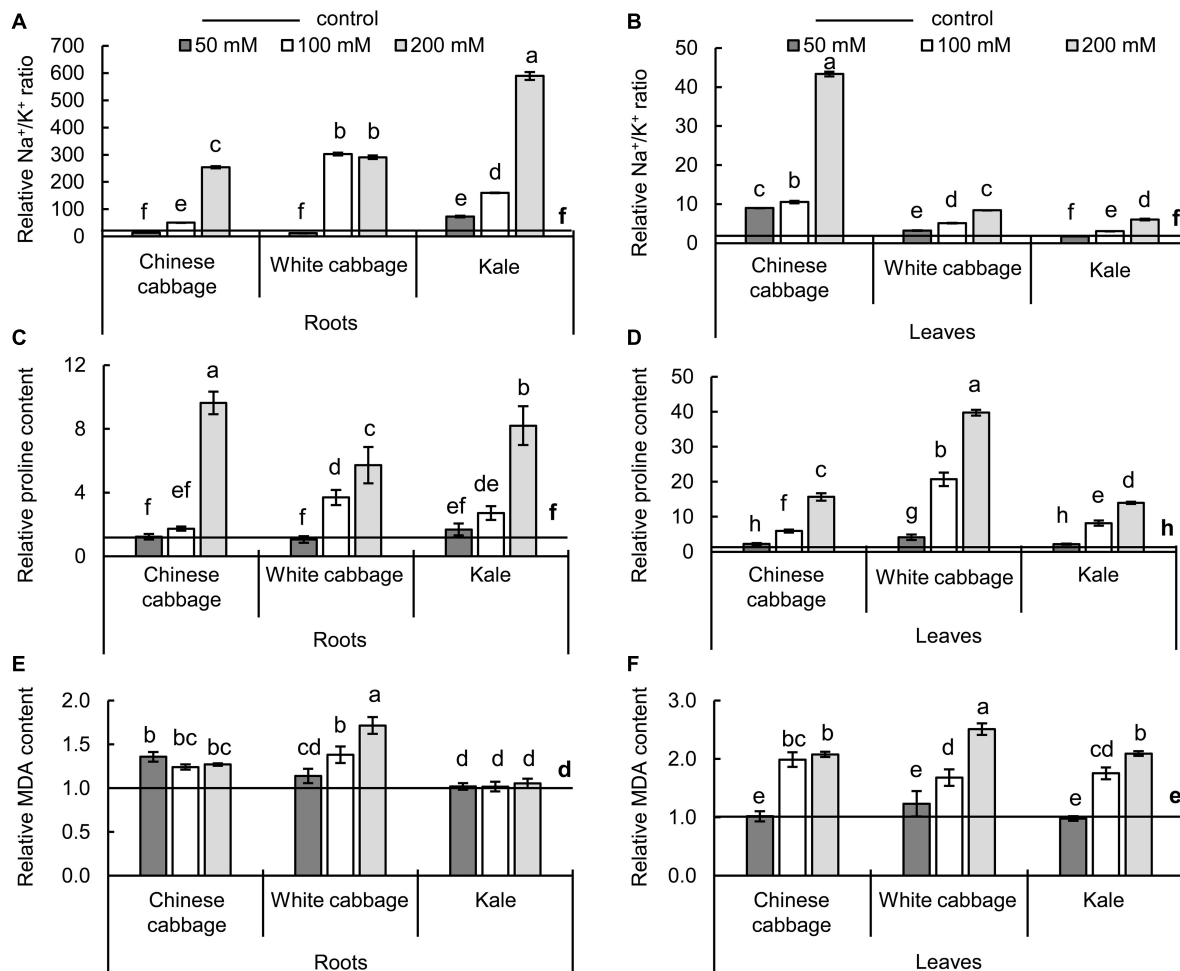 A
control
50 mM 100 mM 200 mM
Relative Na⁺/K⁺ ratio
700
600
500
400
300
200
100
0
f e c f b b e d a f
Chinese cabbage
White cabbage
Kale
Roots
B
control
50 mM 100 mM 200 mM
Relative Na⁺/K⁺ ratio
50
40
30
20
10
0
c b a e d c f e d f
Chinese cabbage
White cabbage
Kale
Leaves
C
Relative proline content
12
8
4
0
f ef a f d c ef de b f
Chinese cabbage
White cabbage
Kale
Roots
D
Relative proline content
50
40
30
20
10
0
h f c g b a h e d h
Chinese cabbage
White cabbage
Kale
Leaves
E
Relative MDA content
2.0
1.5
1.0
0.5
0.0
b bc bc cd b a d d d d
Chinese cabbage
White cabbage
Kale
Roots
F
Relative MDA content
3.0
2.0
1.0
0.0
e bc b e d a e cd b e
Chinese cabbage
White cabbage
Kale
Leaves